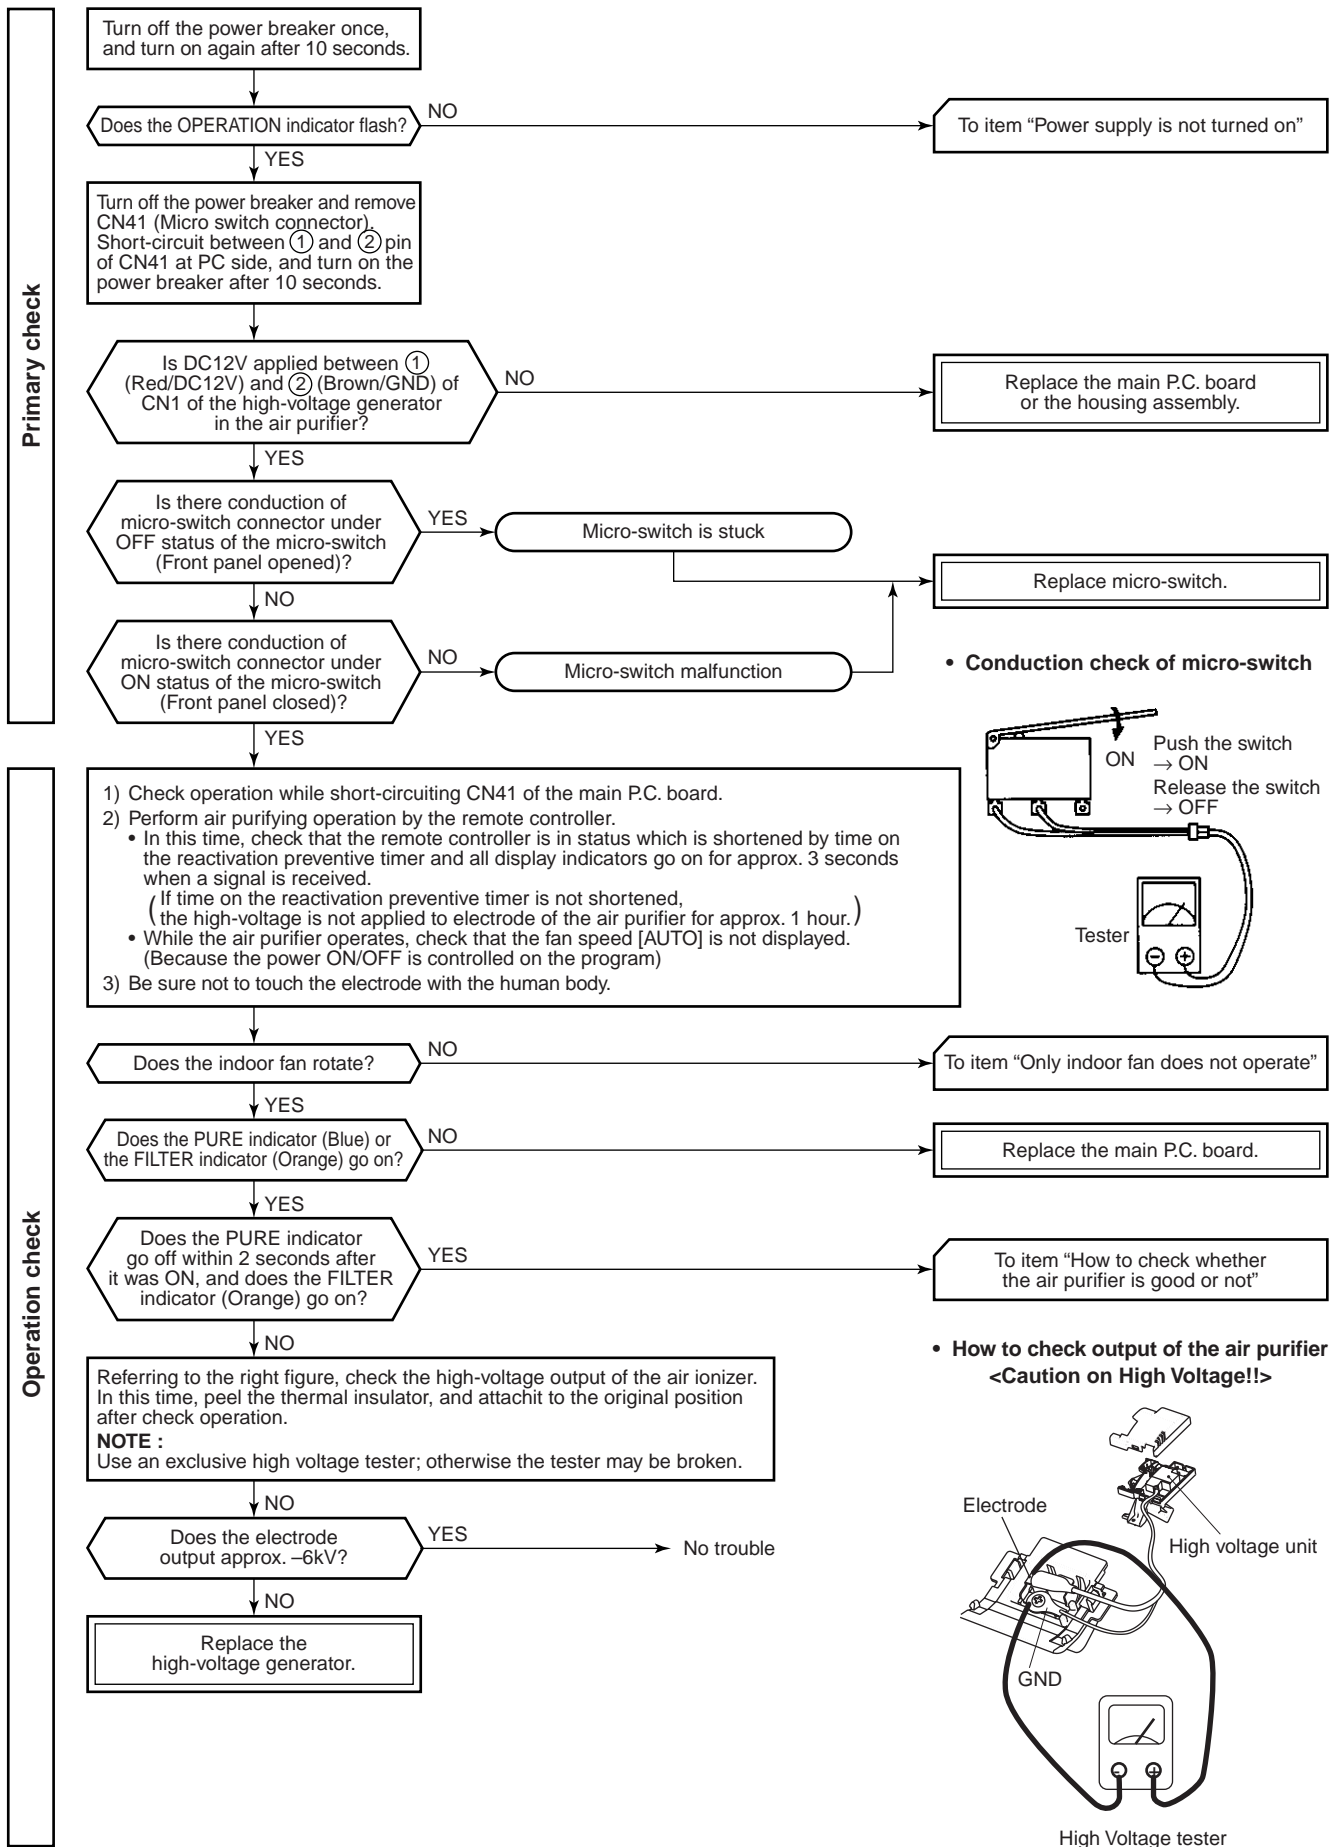 Primary check
Turn off the power breaker once,
and turn on again after 10 seconds.
Does the OPERATION indicator flash?
NO
To item “Power supply is not turned on”
YES
Turn off the power breaker and remove
CN41 (Micro switch connector).
Short-circuit between ① and ② pin
of CN41 at PC side, and turn on the
power breaker after 10 seconds.
Is DC12V applied between ①
(Red/DC12V) and ② (Brown/GND) of
CN1 of the high-voltage generator
in the air purifier?
NO
Replace the main P.C. board
or the housing assembly.
YES
Is there conduction of
micro-switch connector under
OFF status of the micro-switch
(Front panel opened)?
YES
Micro-switch is stuck
Replace micro-switch.
NO
Is there conduction of
micro-switch connector under
ON status of the micro-switch
(Front panel closed)?
NO
Micro-switch malfunction
YES
• Conduction check of micro-switch
ON
Push the switch
→ ON
Release the switch
→ OFF
Tester
Operation check
1) Check operation while short-circuiting CN41 of the main P.C. board.
2) Perform air purifying operation by the remote controller.
• In this time, check that the remote controller is in status which is shortened by time on
the reactivation preventive timer and all display indicators go on for approx. 3 seconds
when a signal is received.
(If time on the reactivation preventive timer is not shortened,
the high-voltage is not applied to electrode of the air purifier for approx. 1 hour.)
• While the air purifier operates, check that the fan speed [AUTO] is not displayed.
(Because the power ON/OFF is controlled on the program)
3) Be sure not to touch the electrode with the human body.
Does the indoor fan rotate?
NO
To item “Only indoor fan does not operate”
YES
Does the PURE indicator (Blue) or
the FILTER indicator (Orange) go on?
NO
Replace the main P.C. board.
YES
Does the PURE indicator
go off within 2 seconds after
it was ON, and does the FILTER
indicator (Orange) go on?
YES
To item “How to check whether
the air purifier is good or not”
NO
Referring to the right figure, check the high-voltage output of the air ionizer.
In this time, peel the thermal insulator, and attachit to the original position
after check operation.
NOTE :
Use an exclusive high voltage tester; otherwise the tester may be broken.
NO
Does the electrode
output approx. –6kV?
YES
No trouble
NO
Replace the
high-voltage generator.
• How to check output of the air purifier
<Caution on High Voltage!!>
Electrode
High voltage unit
GND
High Voltage tester